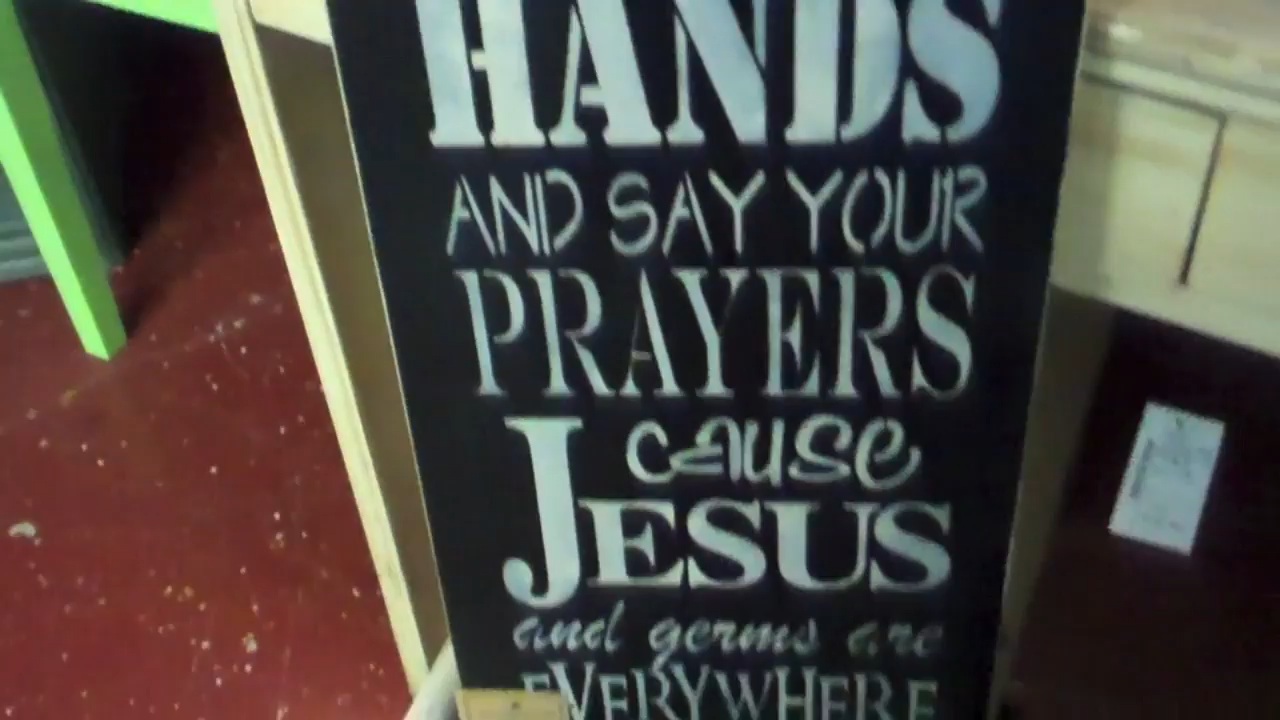 HANDS
AND SAY YOUR
PRAYERS
cause
JESUS
and germs are
EVERYWHERE